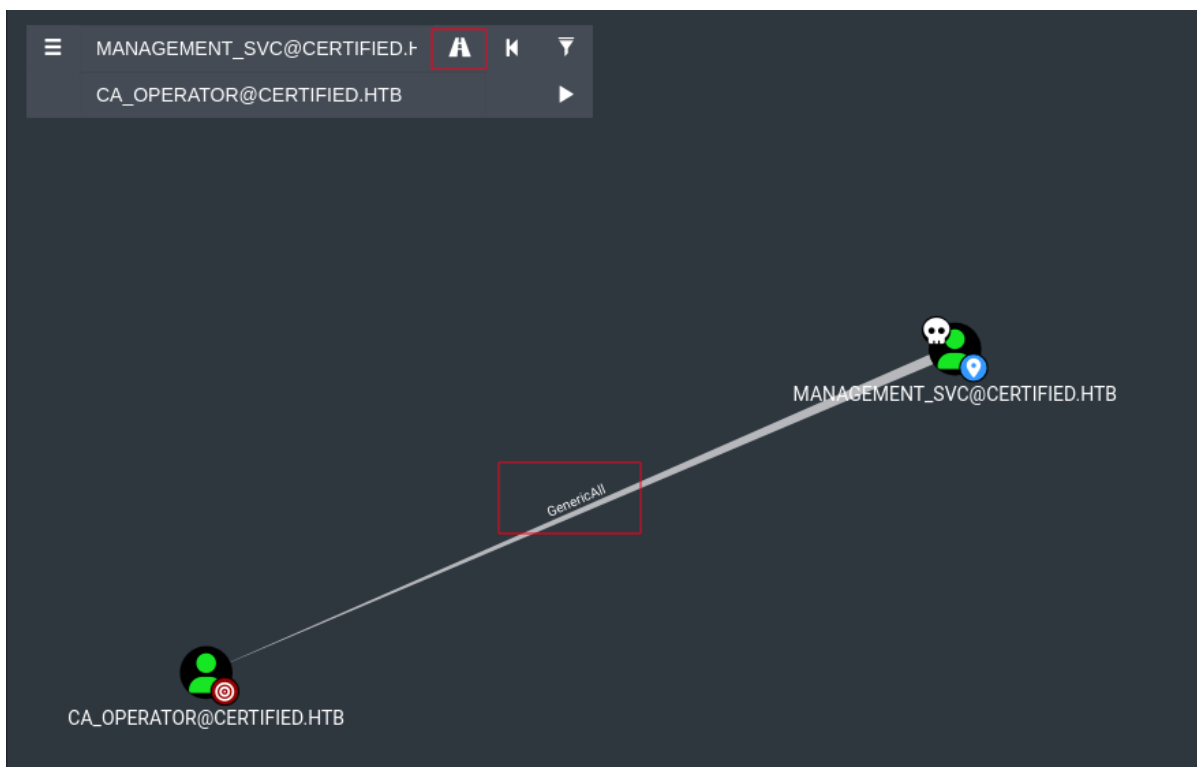 MANAGEMENT_SVC@CERTIFIED.H
CA_OPERATOR@CERTIFIED.HTB
MANAGEMENT_SVC@CERTIFIED.HTB
GenericAll
CA_OPERATOR@CERTIFIED.HTB